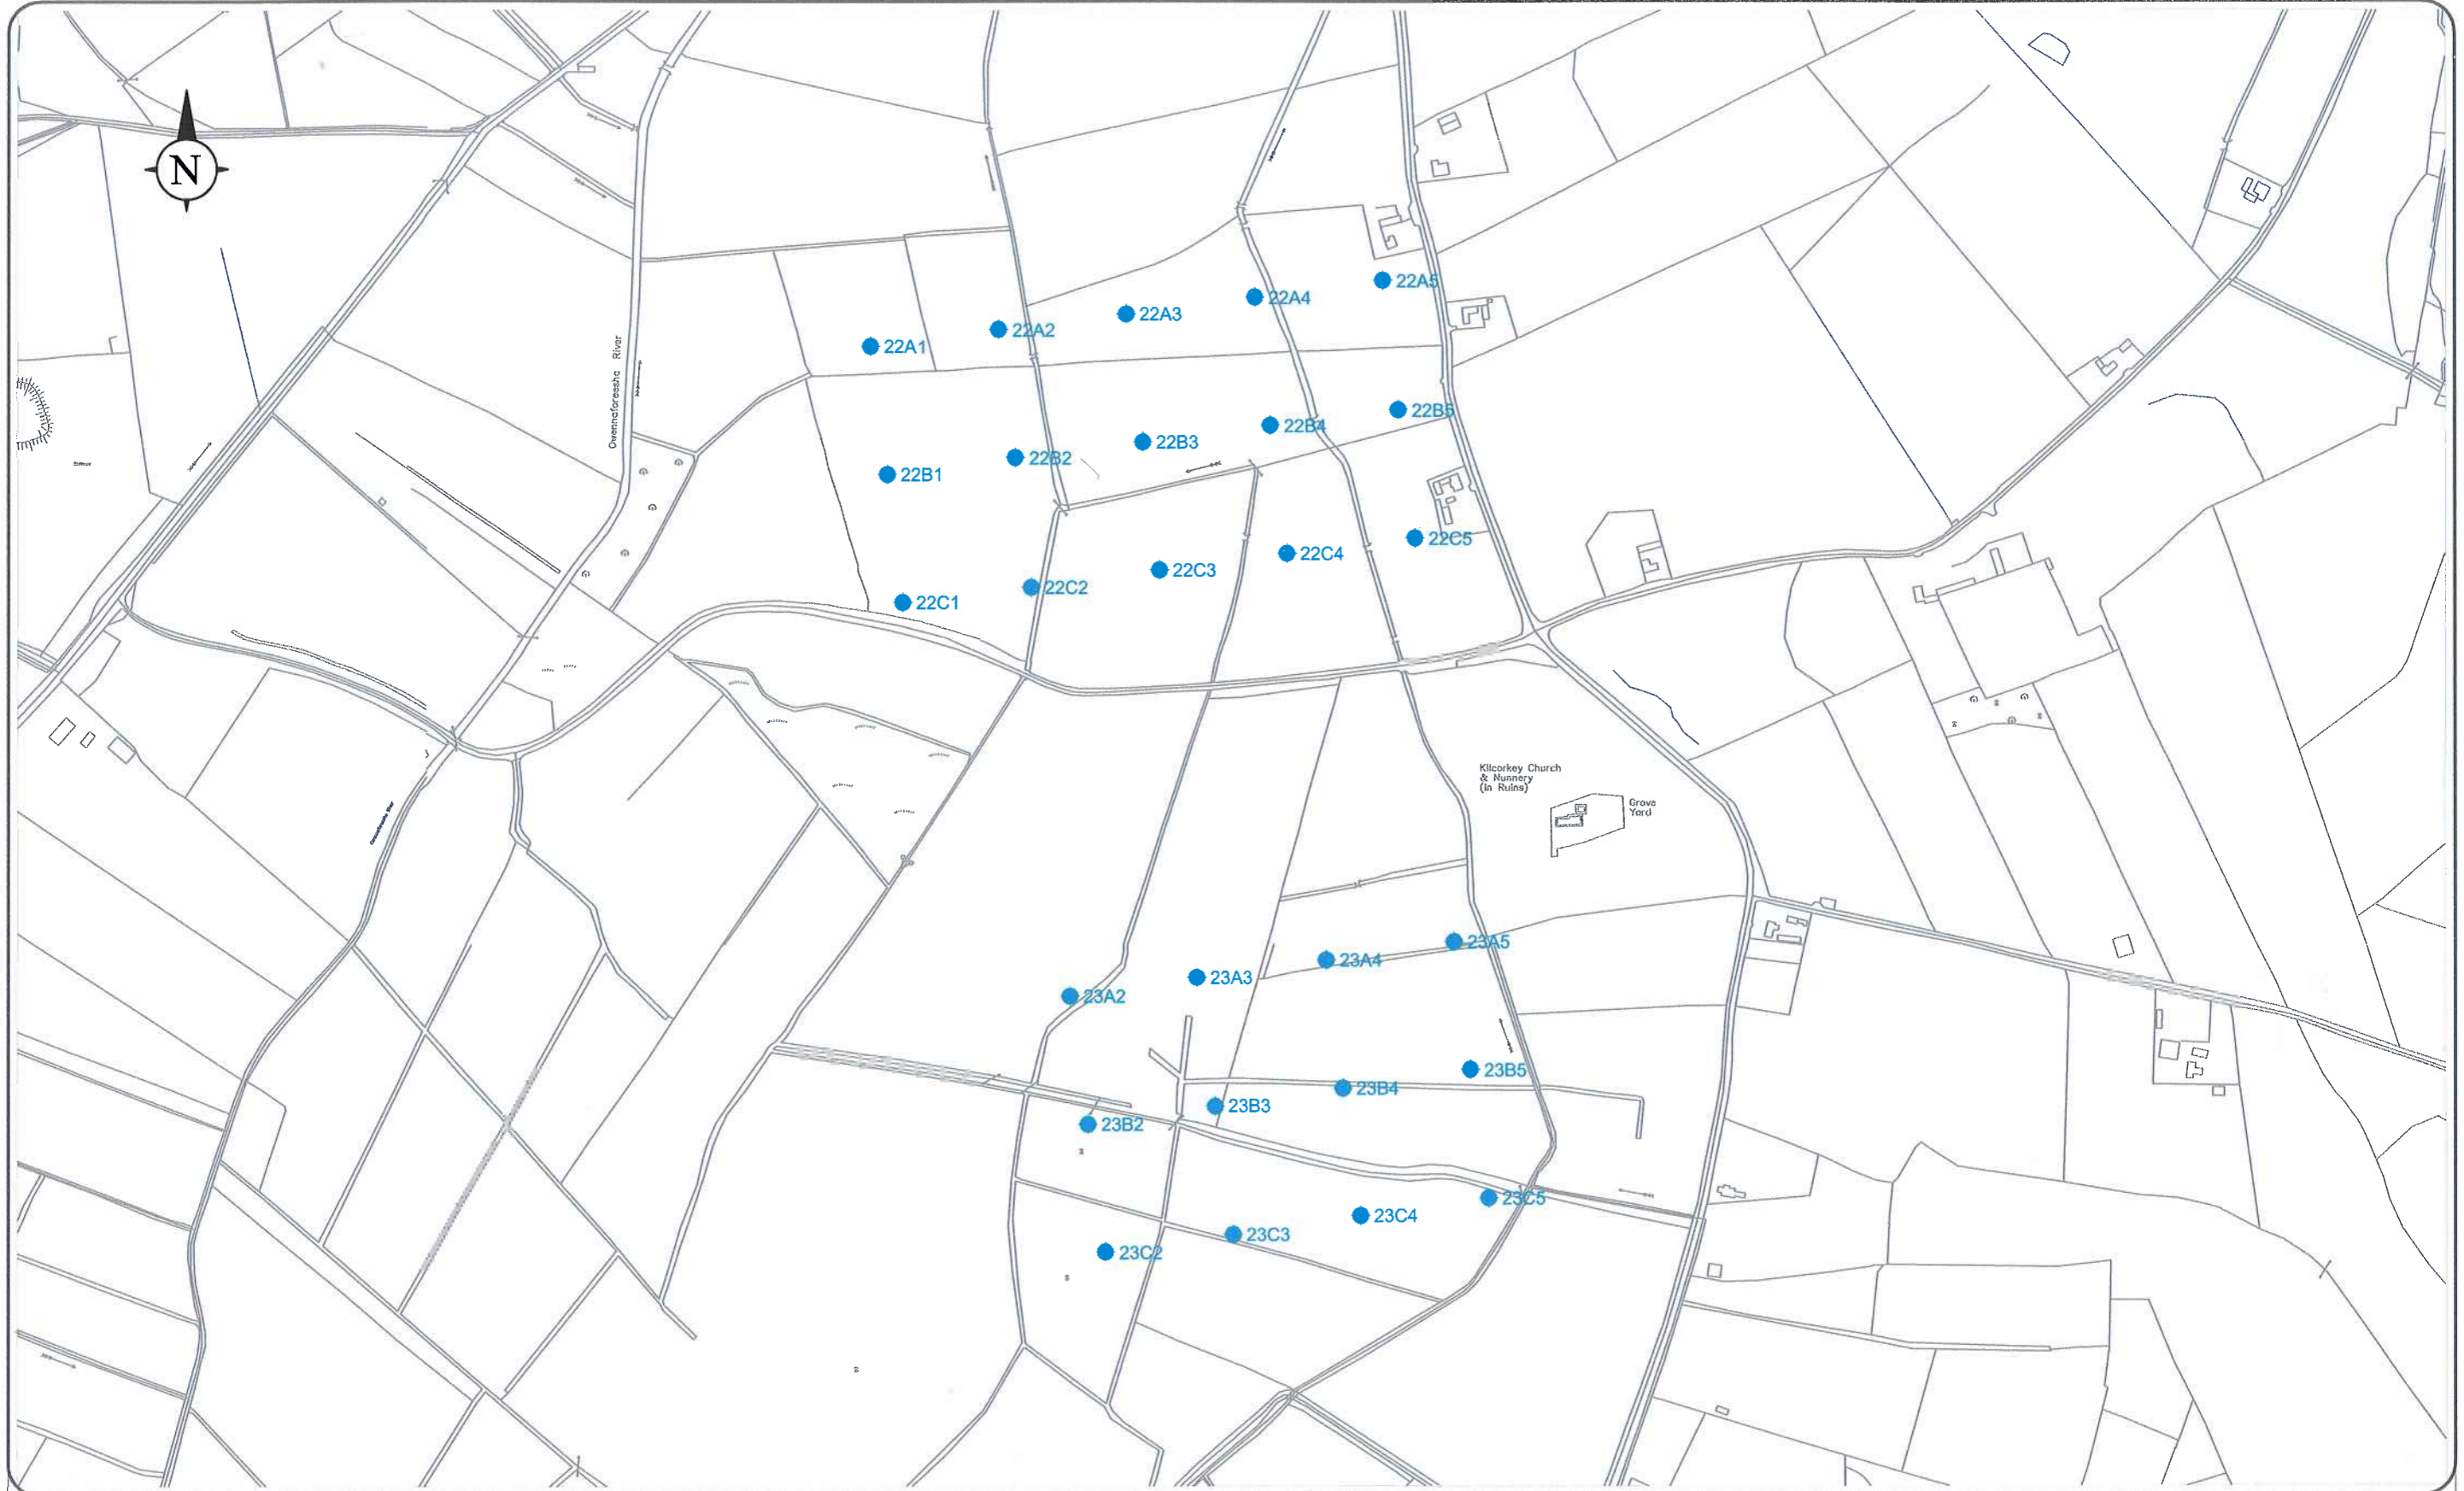 N
22A5
22A4
22A3
22A2
22A1
Owennaforeesha River
22B5
22B4
22B3
22B2
22B1
22C5
22C4
22C3
22C2
22C1
Kilcorkey Church
& Nunnery
(in Ruins)
Grave
Yard
23A5
23A4
23A3
23A2
23B5
23B4
23B3
23B2
23C5
23C4
23C3
23C2